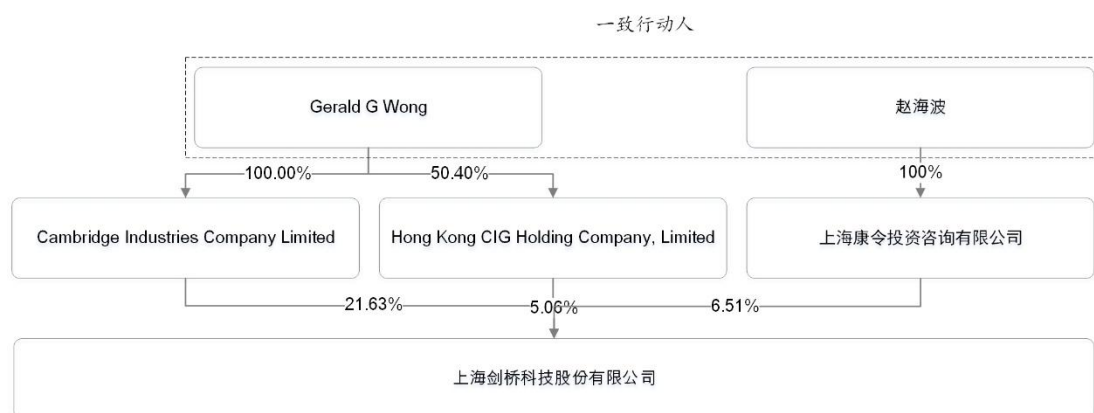 一致行动人
Gerald G Wong
赵海波
100.00%
50.40%
100%
Cambridge Industries Company Limited
Hong Kong CIG Holding Company, Limited
上海康令投资咨询有限公司
21.63%
5.06%
6.51%
上海剑桥科技股份有限公司